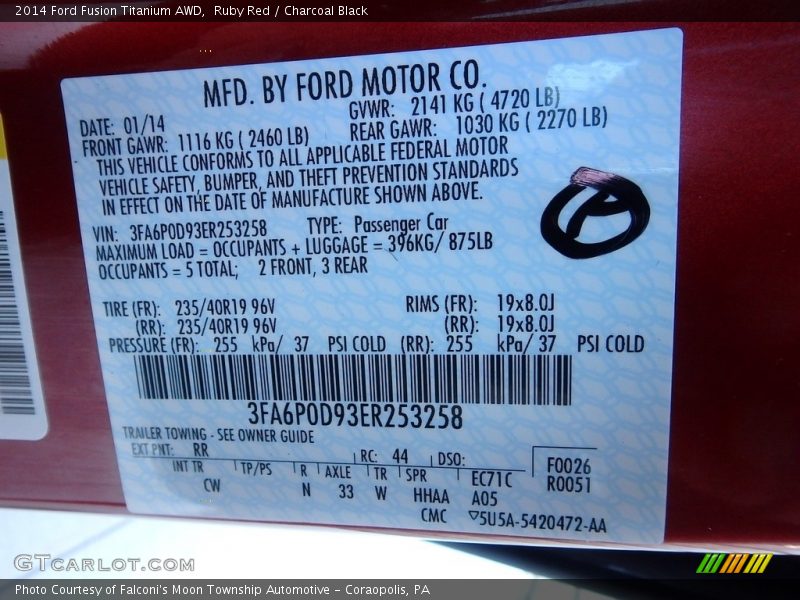 2014 Ford Fusion Titanium AWD, Ruby Red / Charcoal Black
MFD. BY FORD MOTOR CO.
DATE: 01/14 GVWR: 2141 KG ( 4720 LB)
FRONT GAWR: 1116 KG ( 2460 LB) REAR GAWR: 1030 KG ( 2270 LB)
THIS VEHICLE CONFORMS TO ALL APPLICABLE FEDERAL MOTOR
VEHICLE SAFETY, BUMPER, AND THEFT PREVENTION STANDARDS
IN EFFECT ON THE DATE OF MANUFACTURE SHOWN ABOVE.
VIN: 3FA6P0D93ER253258 TYPE: Passenger Car
MAXIMUM LOAD = OCCUPANTS + LUGGAGE = 396KG/ 875LB
OCCUPANTS = 5 TOTAL; 2 FRONT, 3 REAR
TIRE (FR): 235/40R19 96V RIMS (FR): 19x8.0J
(RR): 235/40R19 96V (RR): 19x8.0J
PRESSURE (FR): 255 kPa/ 37 PSI COLD (RR): 255 kPa/ 37 PSI COLD
3FA6P0D93ER253258
TRAILER TOWING - SEE OWNER GUIDE
EXT PNT: RR RC: 44 DSO: F0026
INT TR TP/PS R AXLE TR SPR EC71C R0051
CW N 33 W HHAA A05
CMC 5U5A-5420472-AA
GTCARLOT.COM
Photo Courtesy of Falconi's Moon Township Automotive - Coraopolis, PA